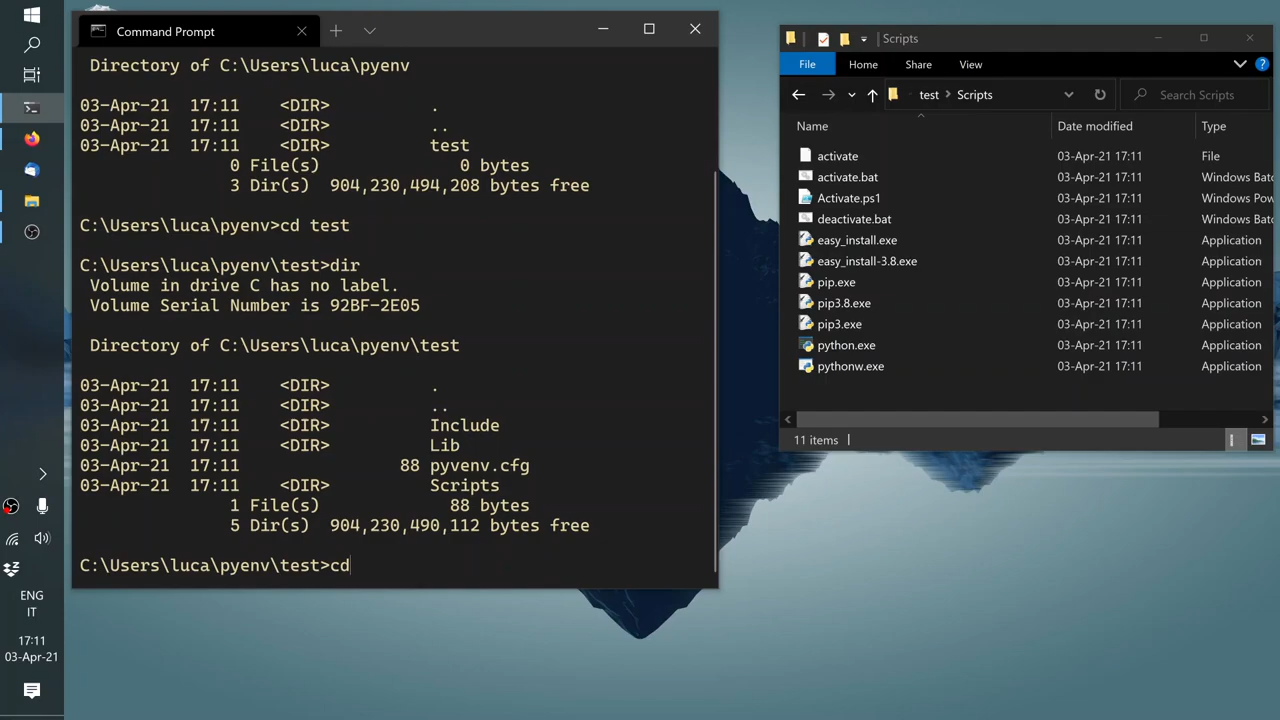 Command Prompt
Directory of C:\Users\luca\pyenv
03-Apr-21 17:11 <DIR> .
03-Apr-21 17:11 <DIR> ..
03-Apr-21 17:11 <DIR> test
0 File(s) 0 bytes
3 Dir(s) 904,230,494,208 bytes free
C:\Users\luca\pyenv>cd test
C:\Users\luca\pyenv\test>dir
Volume in drive C has no label.
Volume Serial Number is 92BF-2E05
Directory of C:\Users\luca\pyenv\test
03-Apr-21 17:11 <DIR> .
03-Apr-21 17:11 <DIR> ..
03-Apr-21 17:11 <DIR> Include
03-Apr-21 17:11 <DIR> Lib
03-Apr-21 17:11 88 pyvenv.cfg
03-Apr-21 17:11 <DIR> Scripts
1 File(s) 88 bytes
5 Dir(s) 904,230,490,112 bytes free
C:\Users\luca\pyenv\test>cd
Scripts
File Home Share View
test Scripts Search Scripts
Name Date modified Type
activate 03-Apr-21 17:11 File
activate.bat 03-Apr-21 17:11 Windows Batc
Activate.ps1 03-Apr-21 17:11 Windows Pow
deactivate.bat 03-Apr-21 17:11 Windows Batc
easy_install.exe 03-Apr-21 17:11 Application
easy_install-3.8.exe 03-Apr-21 17:11 Application
pip.exe 03-Apr-21 17:11 Application
pip3.8.exe 03-Apr-21 17:11 Application
pip3.exe 03-Apr-21 17:11 Application
python.exe 03-Apr-21 17:11 Application
pythonw.exe 03-Apr-21 17:11 Application
11 items
ENG
IT
17:11
03-Apr-21